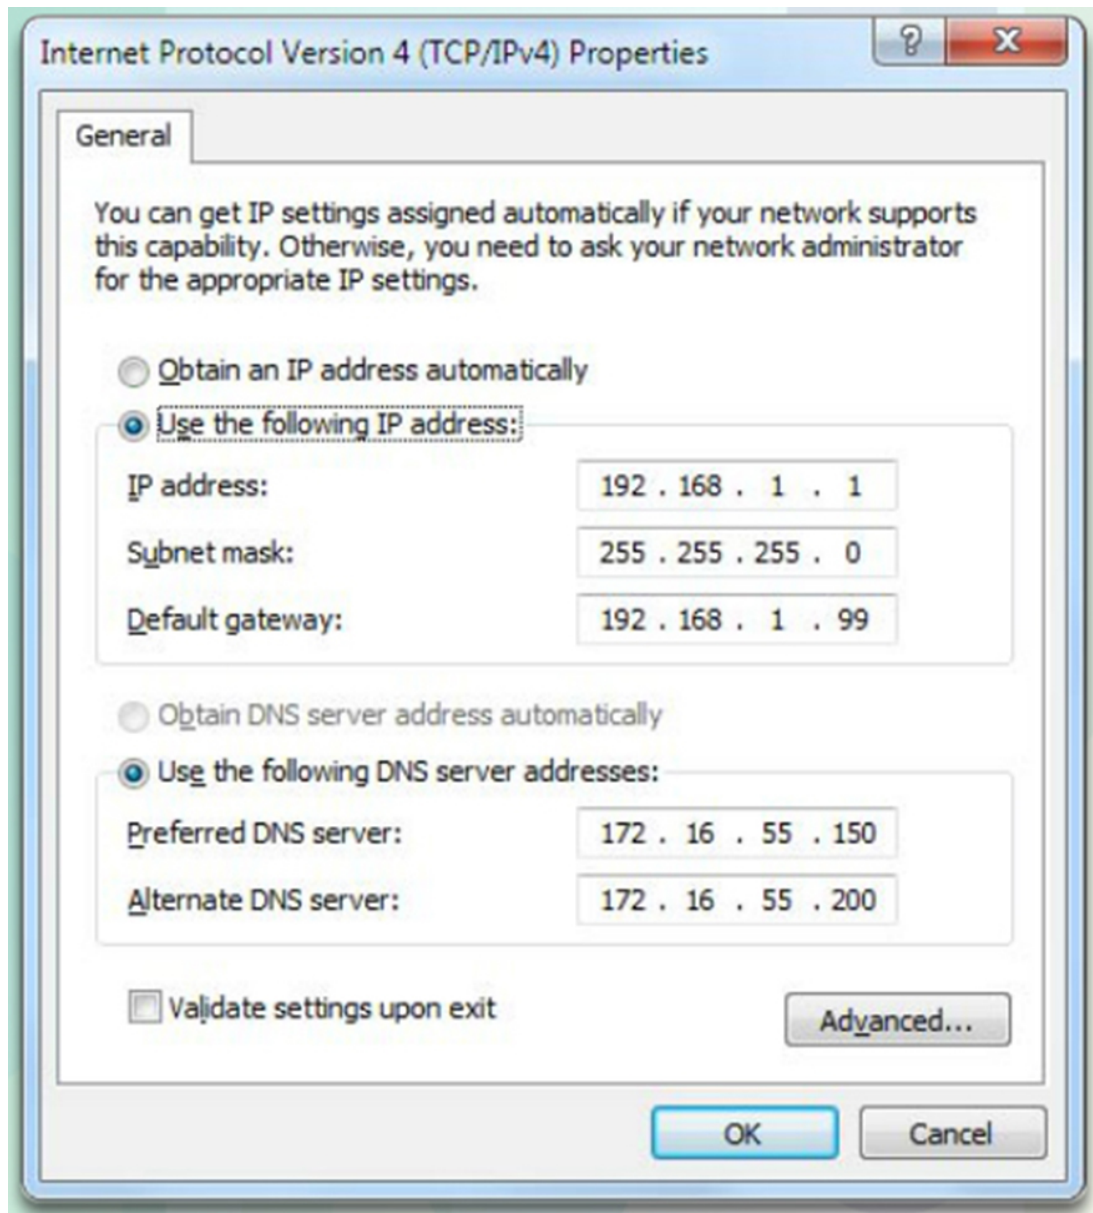 Internet Protocol Version 4 (TCP/IPv4) Properties
General
You can get IP settings assigned automatically if your network supports
this capability. Otherwise, you need to ask your network administrator
for the appropriate IP settings.
Obtain an IP address automatically
Use the following IP address:
IP address: 192 . 168 . 1 . 1
Subnet mask: 255 . 255 . 255 . 0
Default gateway: 192 . 168 . 1 . 99
Obtain DNS server address automatically
Use the following DNS server addresses:
Preferred DNS server: 172 . 16 . 55 . 150
Alternate DNS server: 172 . 16 . 55 . 200
Validate settings upon exit
Advanced...
OK Cancel